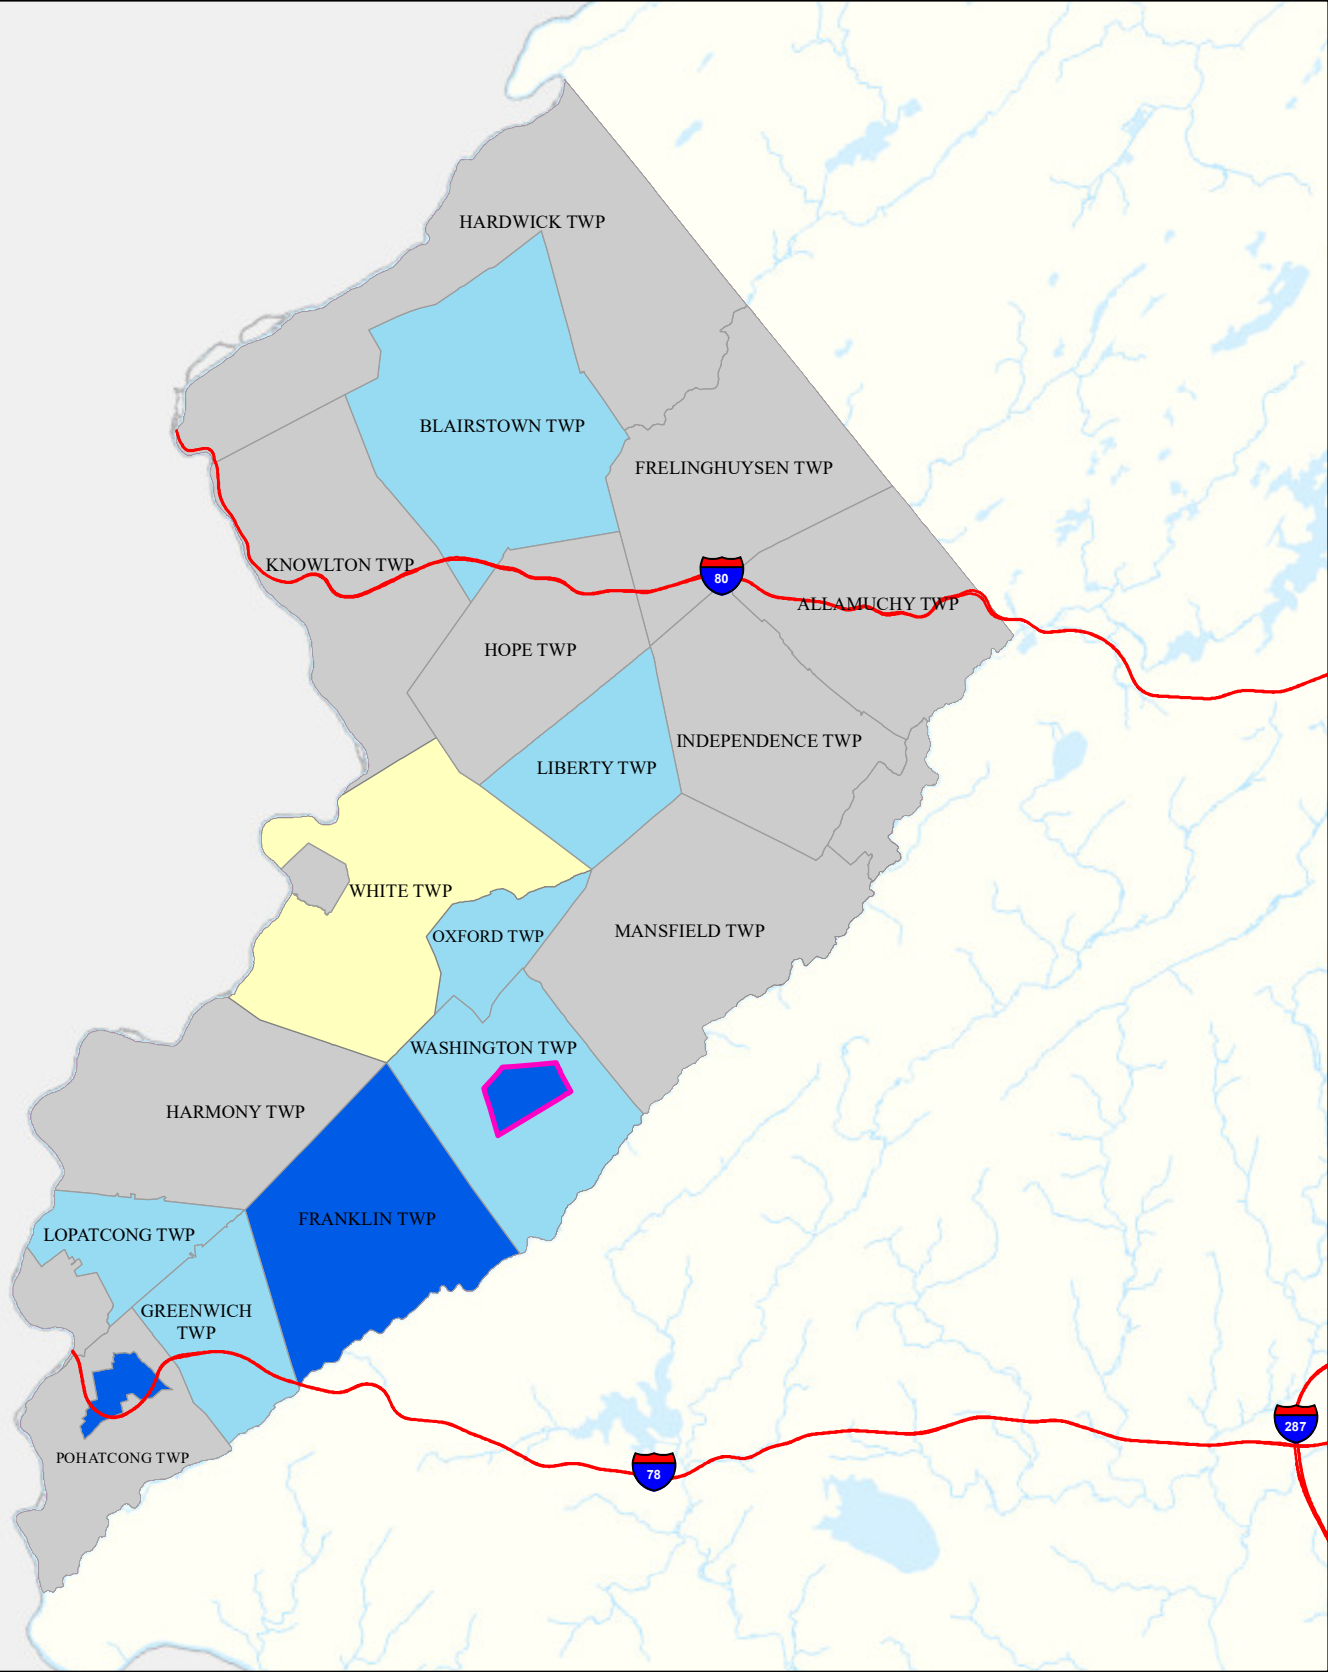 HARDWICK TWP
BLAIRSTOWN TWP
FRELINGHUYSEN TWP
KNOWLTON TWP
80
ALLAMUCHY TWP
HOPE TWP
INDEPENDENCE TWP
LIBERTY TWP
WHITE TWP
OXFORD TWP
MANSFIELD TWP
WASHINGTON TWP
HARMONY TWP
FRANKLIN TWP
LOPATCONG TWP
GREENWICH
TWP
287
POHATCONG TWP
78